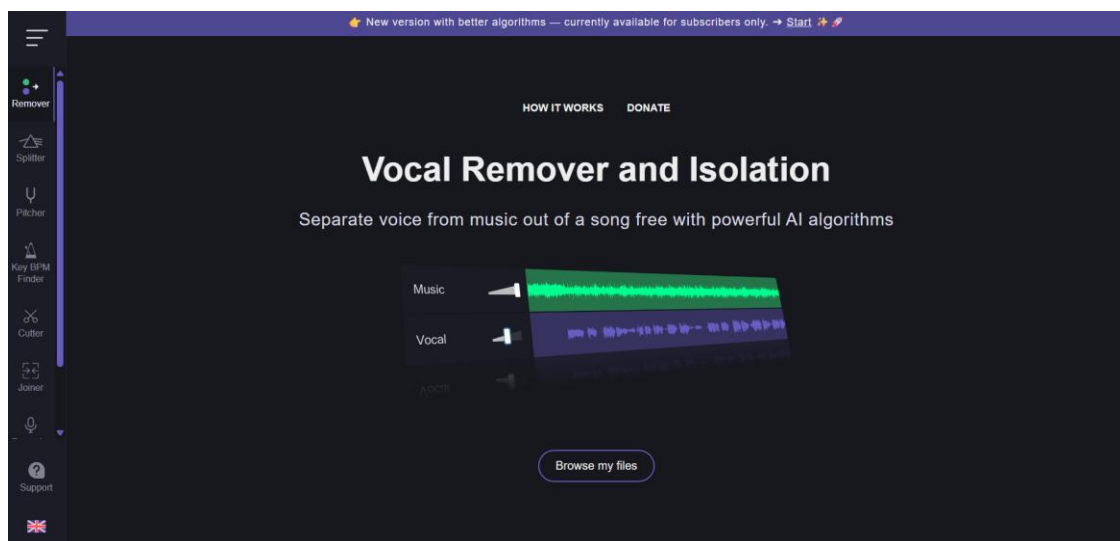 👉 New version with better algorithms — currently available for subscribers only. → Start ✨ 🚀
Remover
Splitter
Pitcher
Key BPM
Finder
Cutter
Joiner
Support
HOW IT WORKS DONATE
Vocal Remover and Isolation
Separate voice from music out of a song free with powerful AI algorithms
Music
Vocal
Browse my files